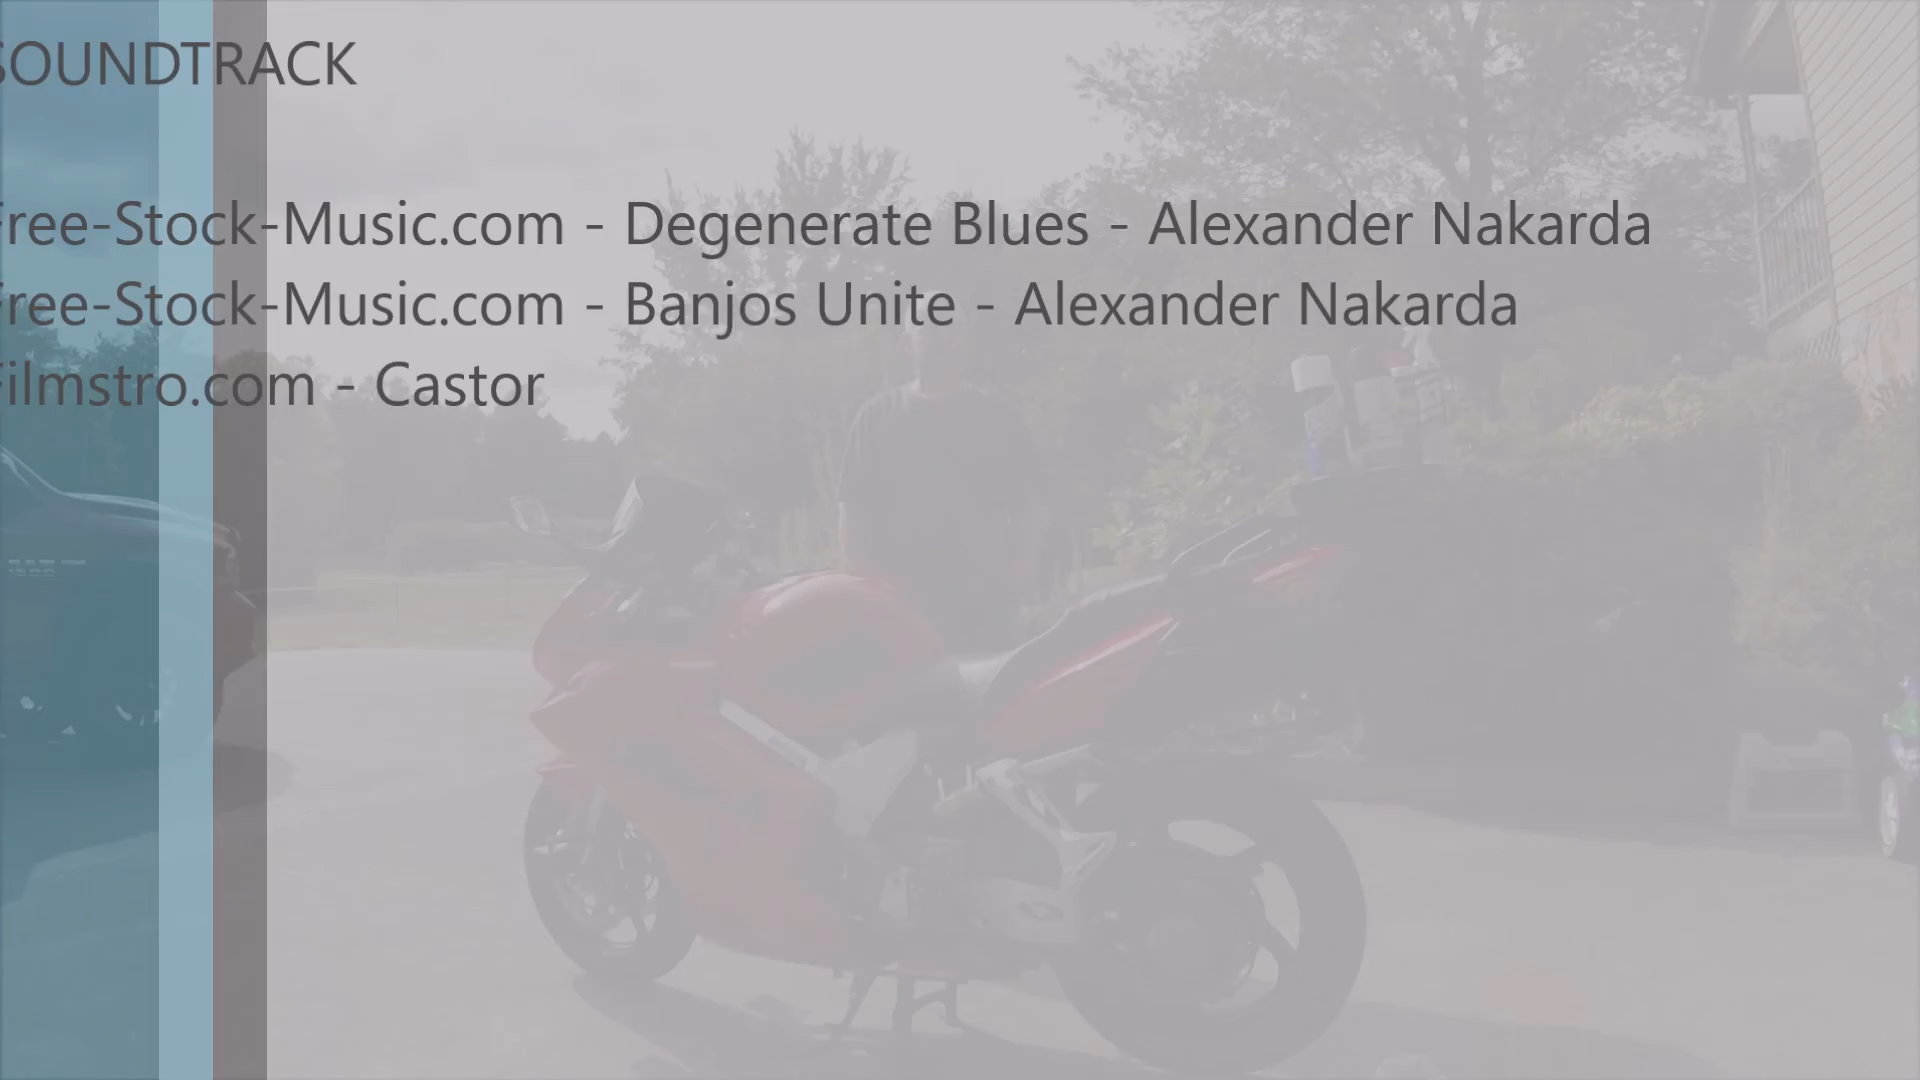 SOUNDTRACK
Free-Stock-Music.com - Degenerate Blues - Alexander Nakarda
Free-Stock-Music.com - Banjos Unite - Alexander Nakarda
Filmstro.com - Castor